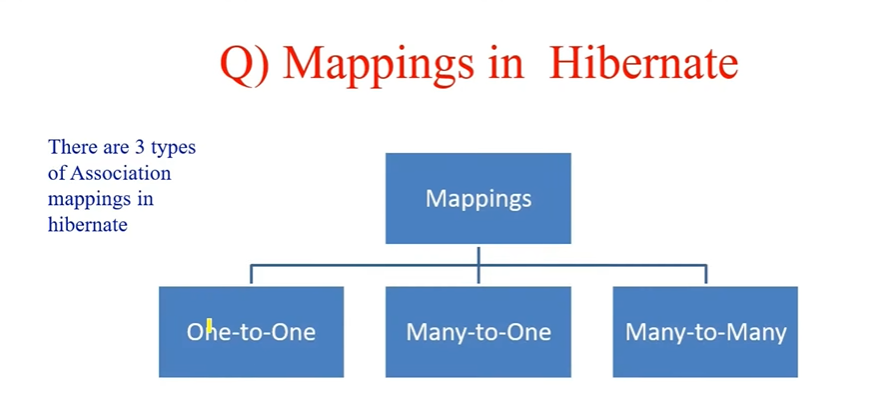 Q) Mappings in Hibernate
There are 3 types
of Association
mappings in
hibernate
Mappings
One-to-One
Many-to-One
Many-to-Many